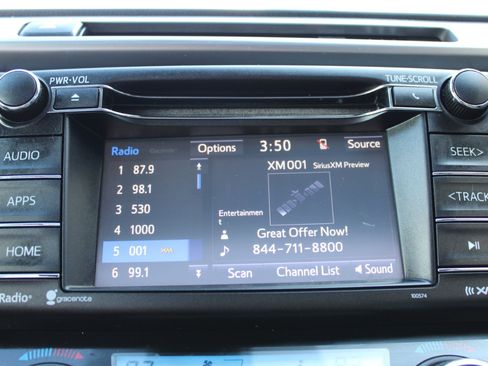 PWR•VOL
TUNE•SCROLL
AUDIO
APPS
HOME
Radio
Options
3:50
Source
1 87.9
2 98.1
3 530
4 1000
5 001 XM
6 99.1
XM001 SiriusXM Preview
Entertainmen
t
Great Offer Now!
844-711-8800
Scan
Channel List
Sound
SEEK>
<TRACK
Radio
gracenote
100574